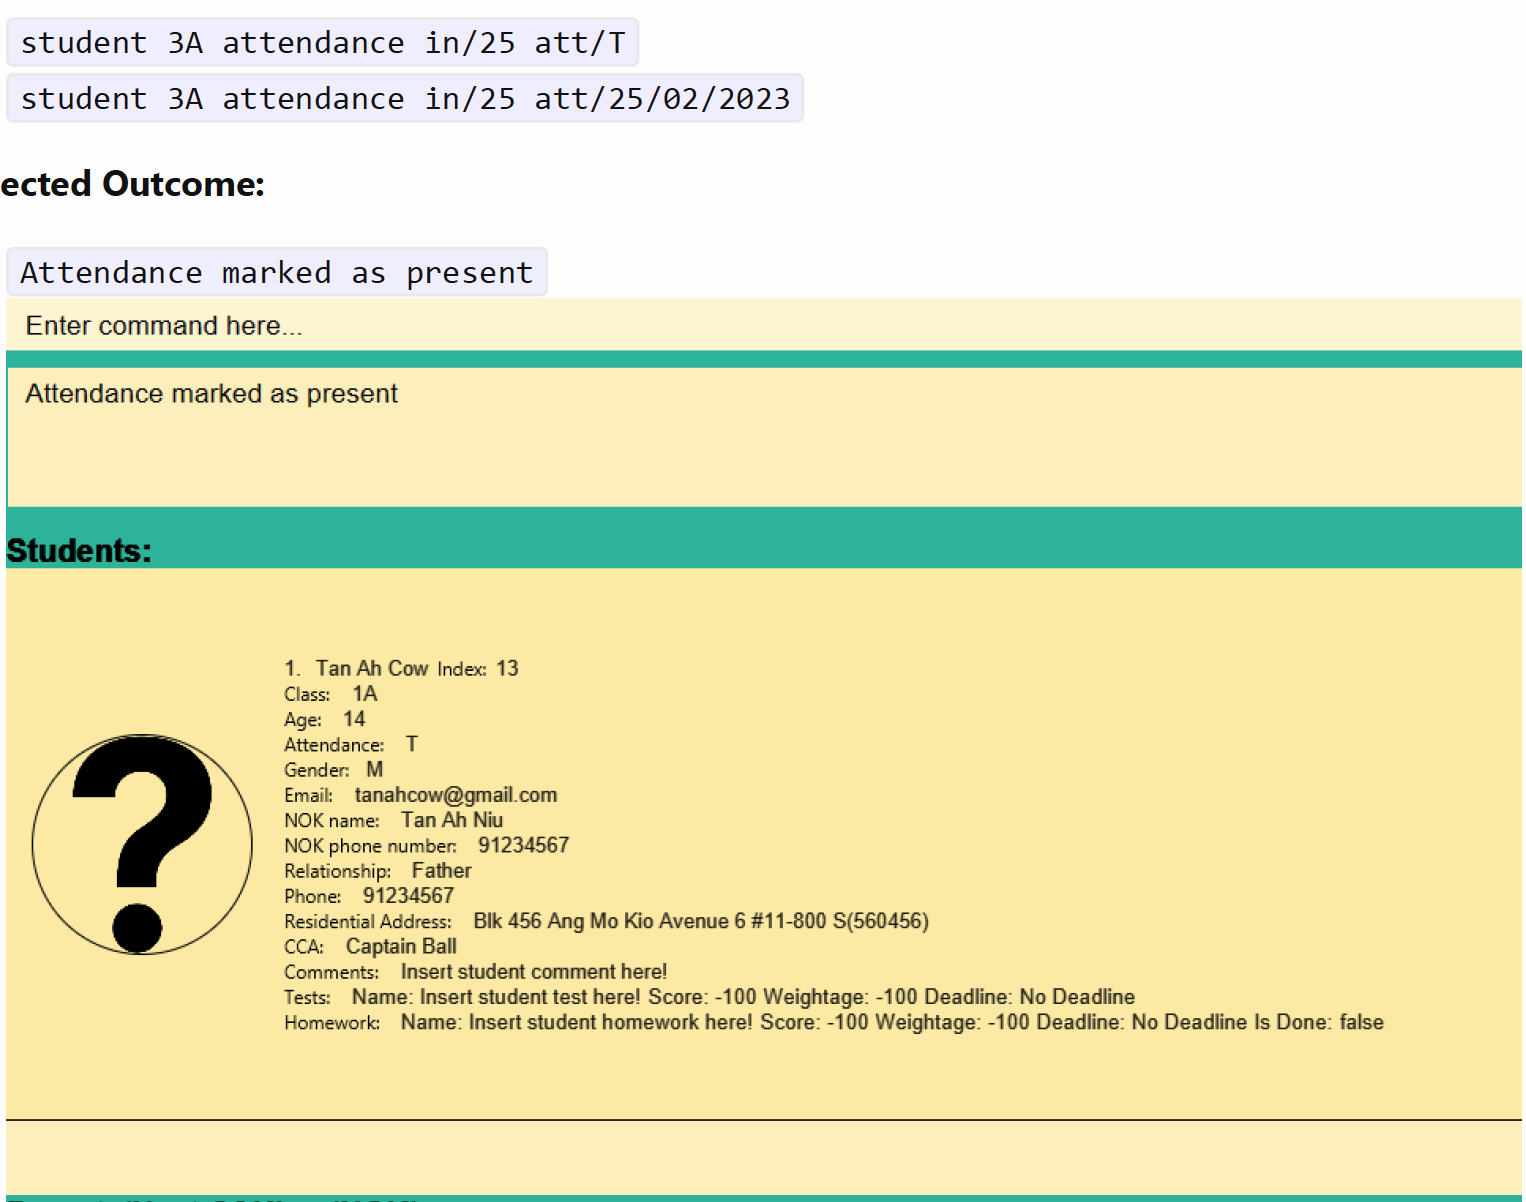 student 3A attendance in/25 att/T
student 3A attendance in/25 att/25/02/2023
ected Outcome:
Attendance marked as present
Enter command here...
Attendance marked as present
Students:
1. Tan Ah Cow Index: 13
Class: 1A
Age: 14
Attendance: T
Gender: M
Email: tanahcow@gmail.com
NOK name: Tan Ah Niu
NOK phone number: 91234567
Relationship: Father
Phone: 91234567
Residential Address: Blk 456 Ang Mo Kio Avenue 6 #11-800 S(560456)
CCA: Captain Ball
Comments: Insert student comment here!
Tests: Name: Insert student test here! Score: -100 Weightage: -100 Deadline: No Deadline
Homework: Name: Insert student homework here! Score: -100 Weightage: -100 Deadline: No Deadline Is Done: false